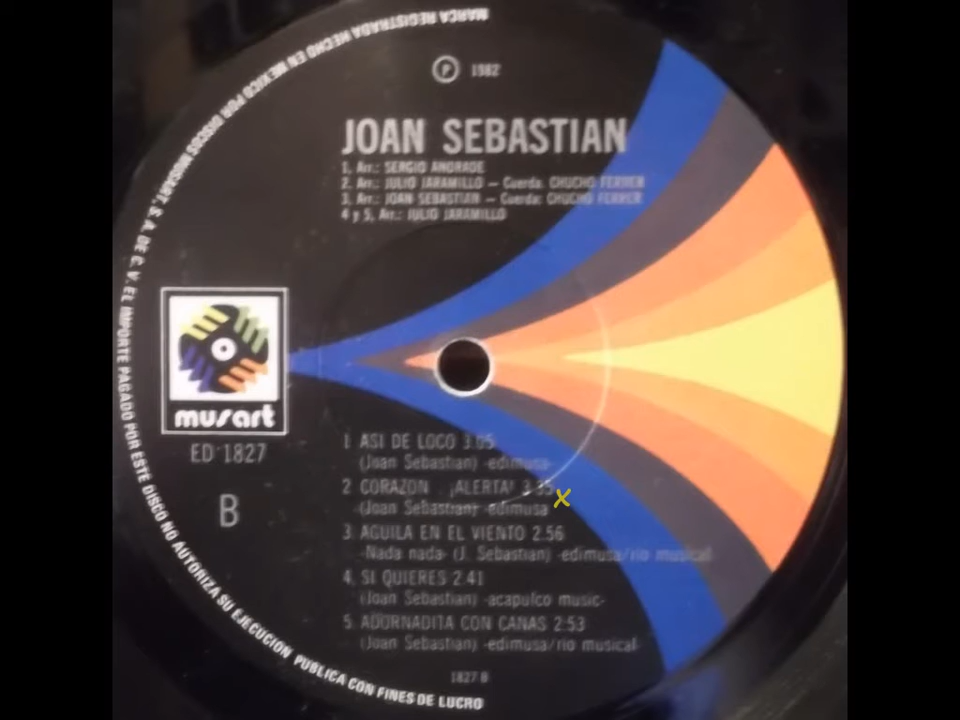 MARCA REGISTRADA HECHO EN MEXICO POR DISCOS MUSART, S.A. DE C.V. EL IMPORTE PAGADO POR ESTE DISCO NO AUTORIZA SU EJECUCION PUBLICA CON FINES DE LUCRO
Ⓟ 1982
JOAN SEBASTIAN
1, Arr.: SERGIO ANDRADE
2. Arr.: JULIO JARAMILLO — Cuerda: CHUCHO FERRER
3. Arr.: JOAN SEBASTIAN — Cuerda: CHUCHO FERRER
4 y 5, Arr.: JULIO JARAMILLO
musart
ED 1827
B
1 ASI DE LOCO 3.05
(Joan Sebastian) -edimusa-
2 CORAZON . ¡ALERTA! 3.35 x
(Joan Sebastian) -edimusa
3 AGUILA EN EL VIENTO 2.56
-Nada nada- (J. Sebastian) -edimusa/rio musical
4. SI QUIERES 2.41
(Joan Sebastian) -acapulco music-
5. ADORNADITA CON CANAS 2:53
(Joan Sebastian) -edimusa/rio musical
1827 B